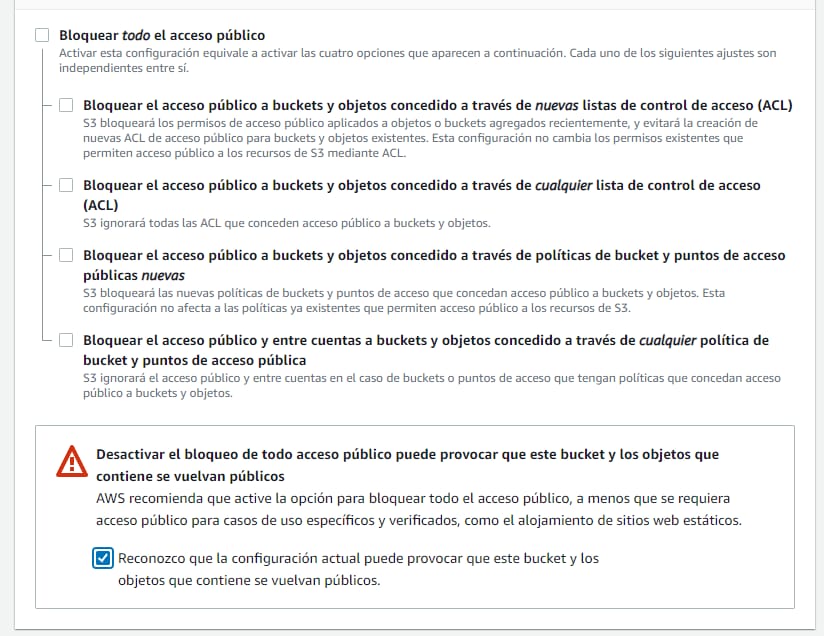 Bloquear todo el acceso público
Activar esta configuración equivale a activar las cuatro opciones que aparecen a continuación. Cada uno de los siguientes ajustes son
independientes entre sí.
Bloquear el acceso público a buckets y objetos concedido a través de nuevas listas de control de acceso (ACL)
S3 bloqueará los permisos de acceso público aplicados a objetos o buckets agregados recientemente, y evitará la creación de
nuevas ACL de acceso público para buckets y objetos existentes. Esta configuración no cambia los permisos existentes que
permiten acceso público a los recursos de S3 mediante ACL.
Bloquear el acceso público a buckets y objetos concedido a través de cualquier lista de control de acceso
(ACL)
S3 ignorará todas las ACL que conceden acceso público a buckets y objetos.
Bloquear el acceso público a buckets y objetos concedido a través de políticas de bucket y puntos de acceso
públicas nuevas
S3 bloqueará las nuevas políticas de buckets y puntos de acceso que concedan acceso público a buckets y objetos. Esta
configuración no afecta a las políticas ya existentes que permiten acceso público a los recursos de S3.
Bloquear el acceso público y entre cuentas a buckets y objetos concedido a través de cualquier política de
bucket y puntos de acceso pública
S3 ignorará el acceso público y entre cuentas en el caso de buckets o puntos de acceso que tengan políticas que concedan acceso
público a buckets y objetos.
Desactivar el bloqueo de todo acceso público puede provocar que este bucket y los objetos que
contiene se vuelvan públicos
AWS recomienda que active la opción para bloquear todo el acceso público, a menos que se requiera
acceso público para casos de uso específicos y verificados, como el alojamiento de sitios web estáticos.
Reconozco que la configuración actual puede provocar que este bucket y los
objetos que contiene se vuelvan públicos.